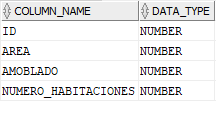 COLUMN_NAME DATA_TYPE
ID NUMBER
AREA NUMBER
AMOBLADO NUMBER
NUMERO_HABITACIONES NUMBER